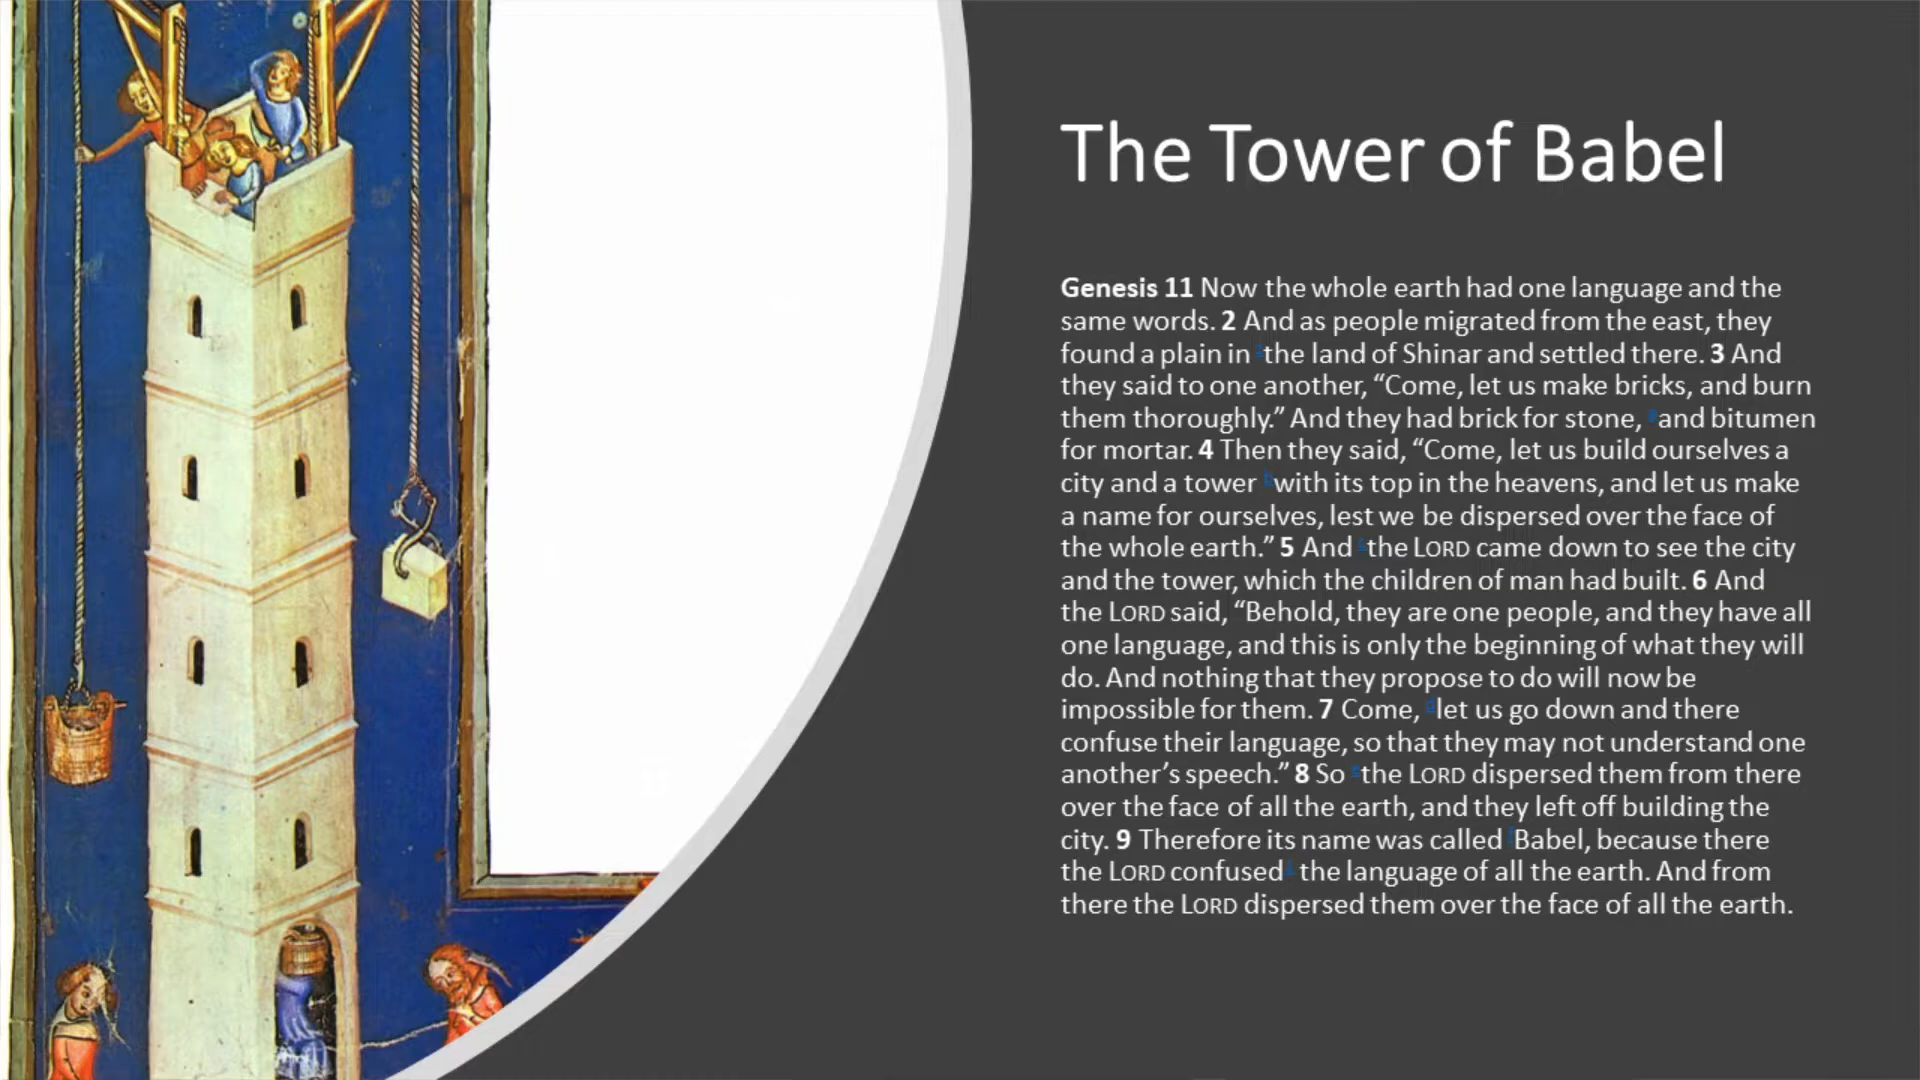 The Tower of Babel
Genesis 11 Now the whole earth had one language and the
same words. 2 And as people migrated from the east, they
found a plain in the land of Shinar and settled there. 3 And
they said to one another, “Come, let us make bricks, and burn
them thoroughly.” And they had brick for stone, and bitumen
for mortar. 4 Then they said, “Come, let us build ourselves a
city and a tower with its top in the heavens, and let us make
a name for ourselves, lest we be dispersed over the face of
the whole earth.” 5 And the LORD came down to see the city
and the tower, which the children of man had built. 6 And
the LORD said, “Behold, they are one people, and they have all
one language, and this is only the beginning of what they will
do. And nothing that they propose to do will now be
impossible for them. 7 Come, let us go down and there
confuse their language, so that they may not understand one
another’s speech.” 8 So the LORD dispersed them from there
over the face of all the earth, and they left off building the
city. 9 Therefore its name was called Babel, because there
the LORD confused the language of all the earth. And from
there the LORD dispersed them over the face of all the earth.